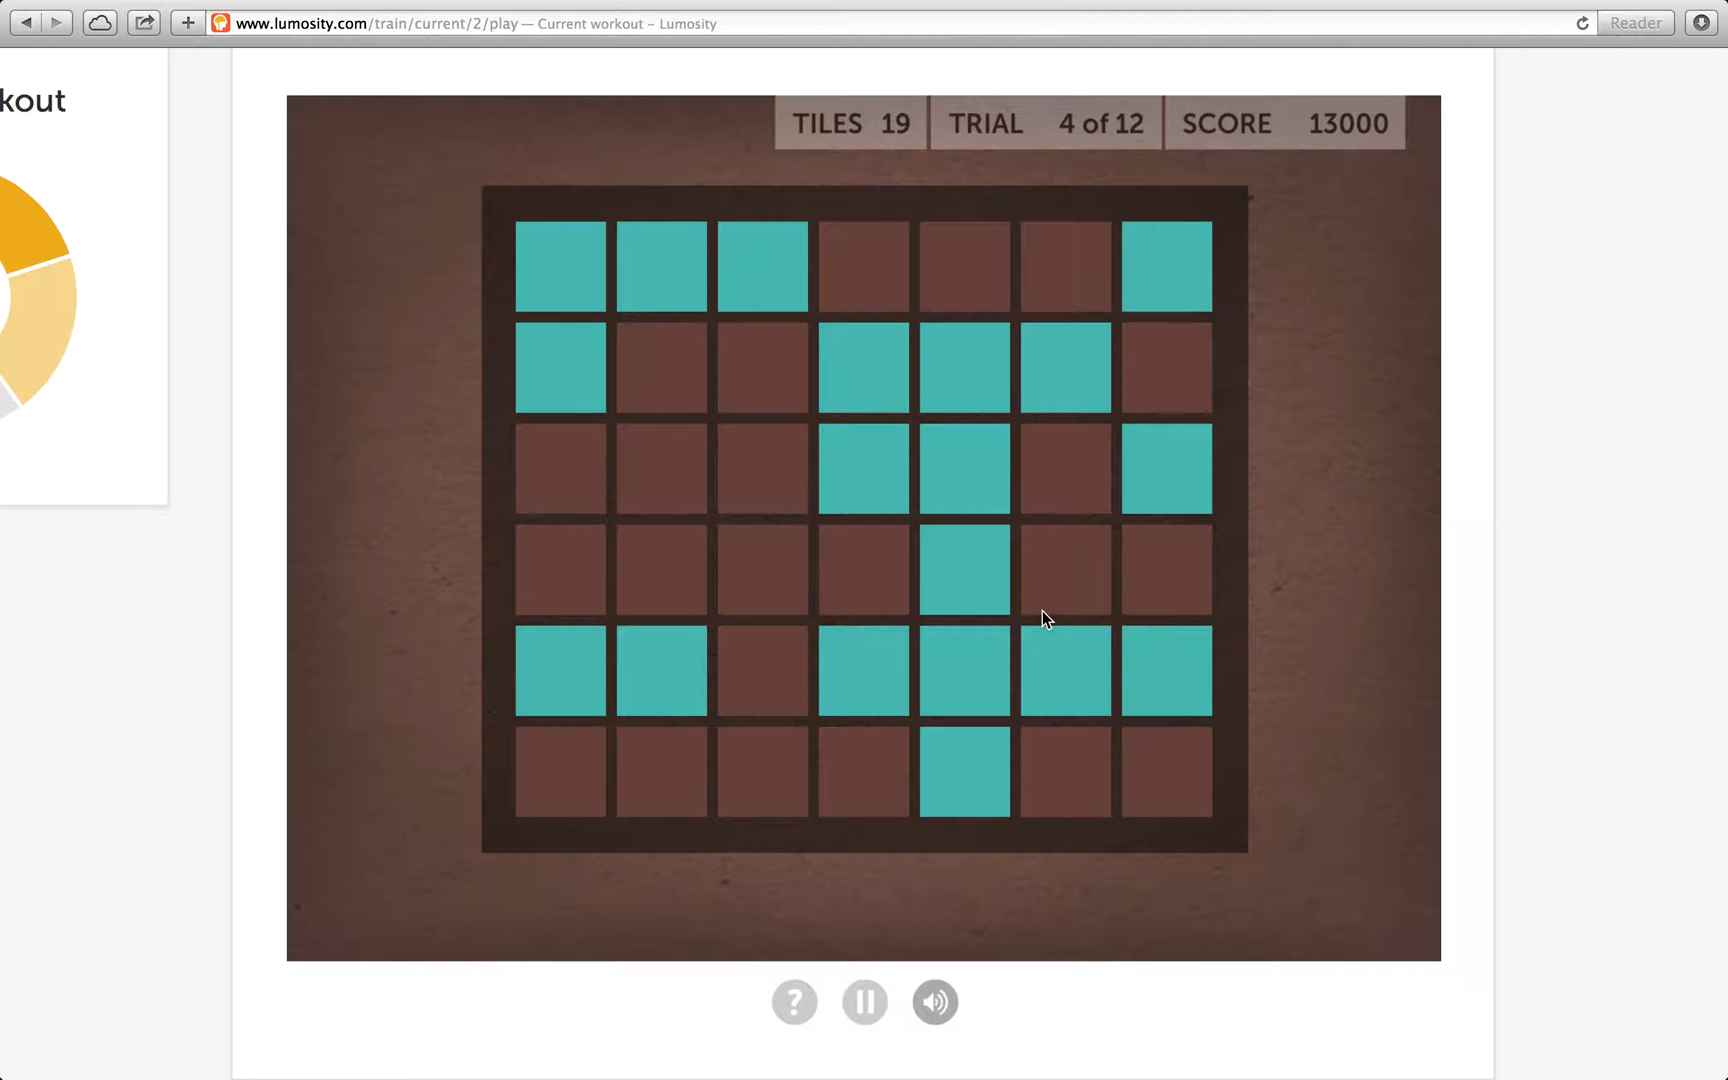 www.lumosity.com/train/current/2/play — Current workout – Lumosity
Reader
kout
TILES 19 TRIAL 4 of 12 SCORE 13000
?